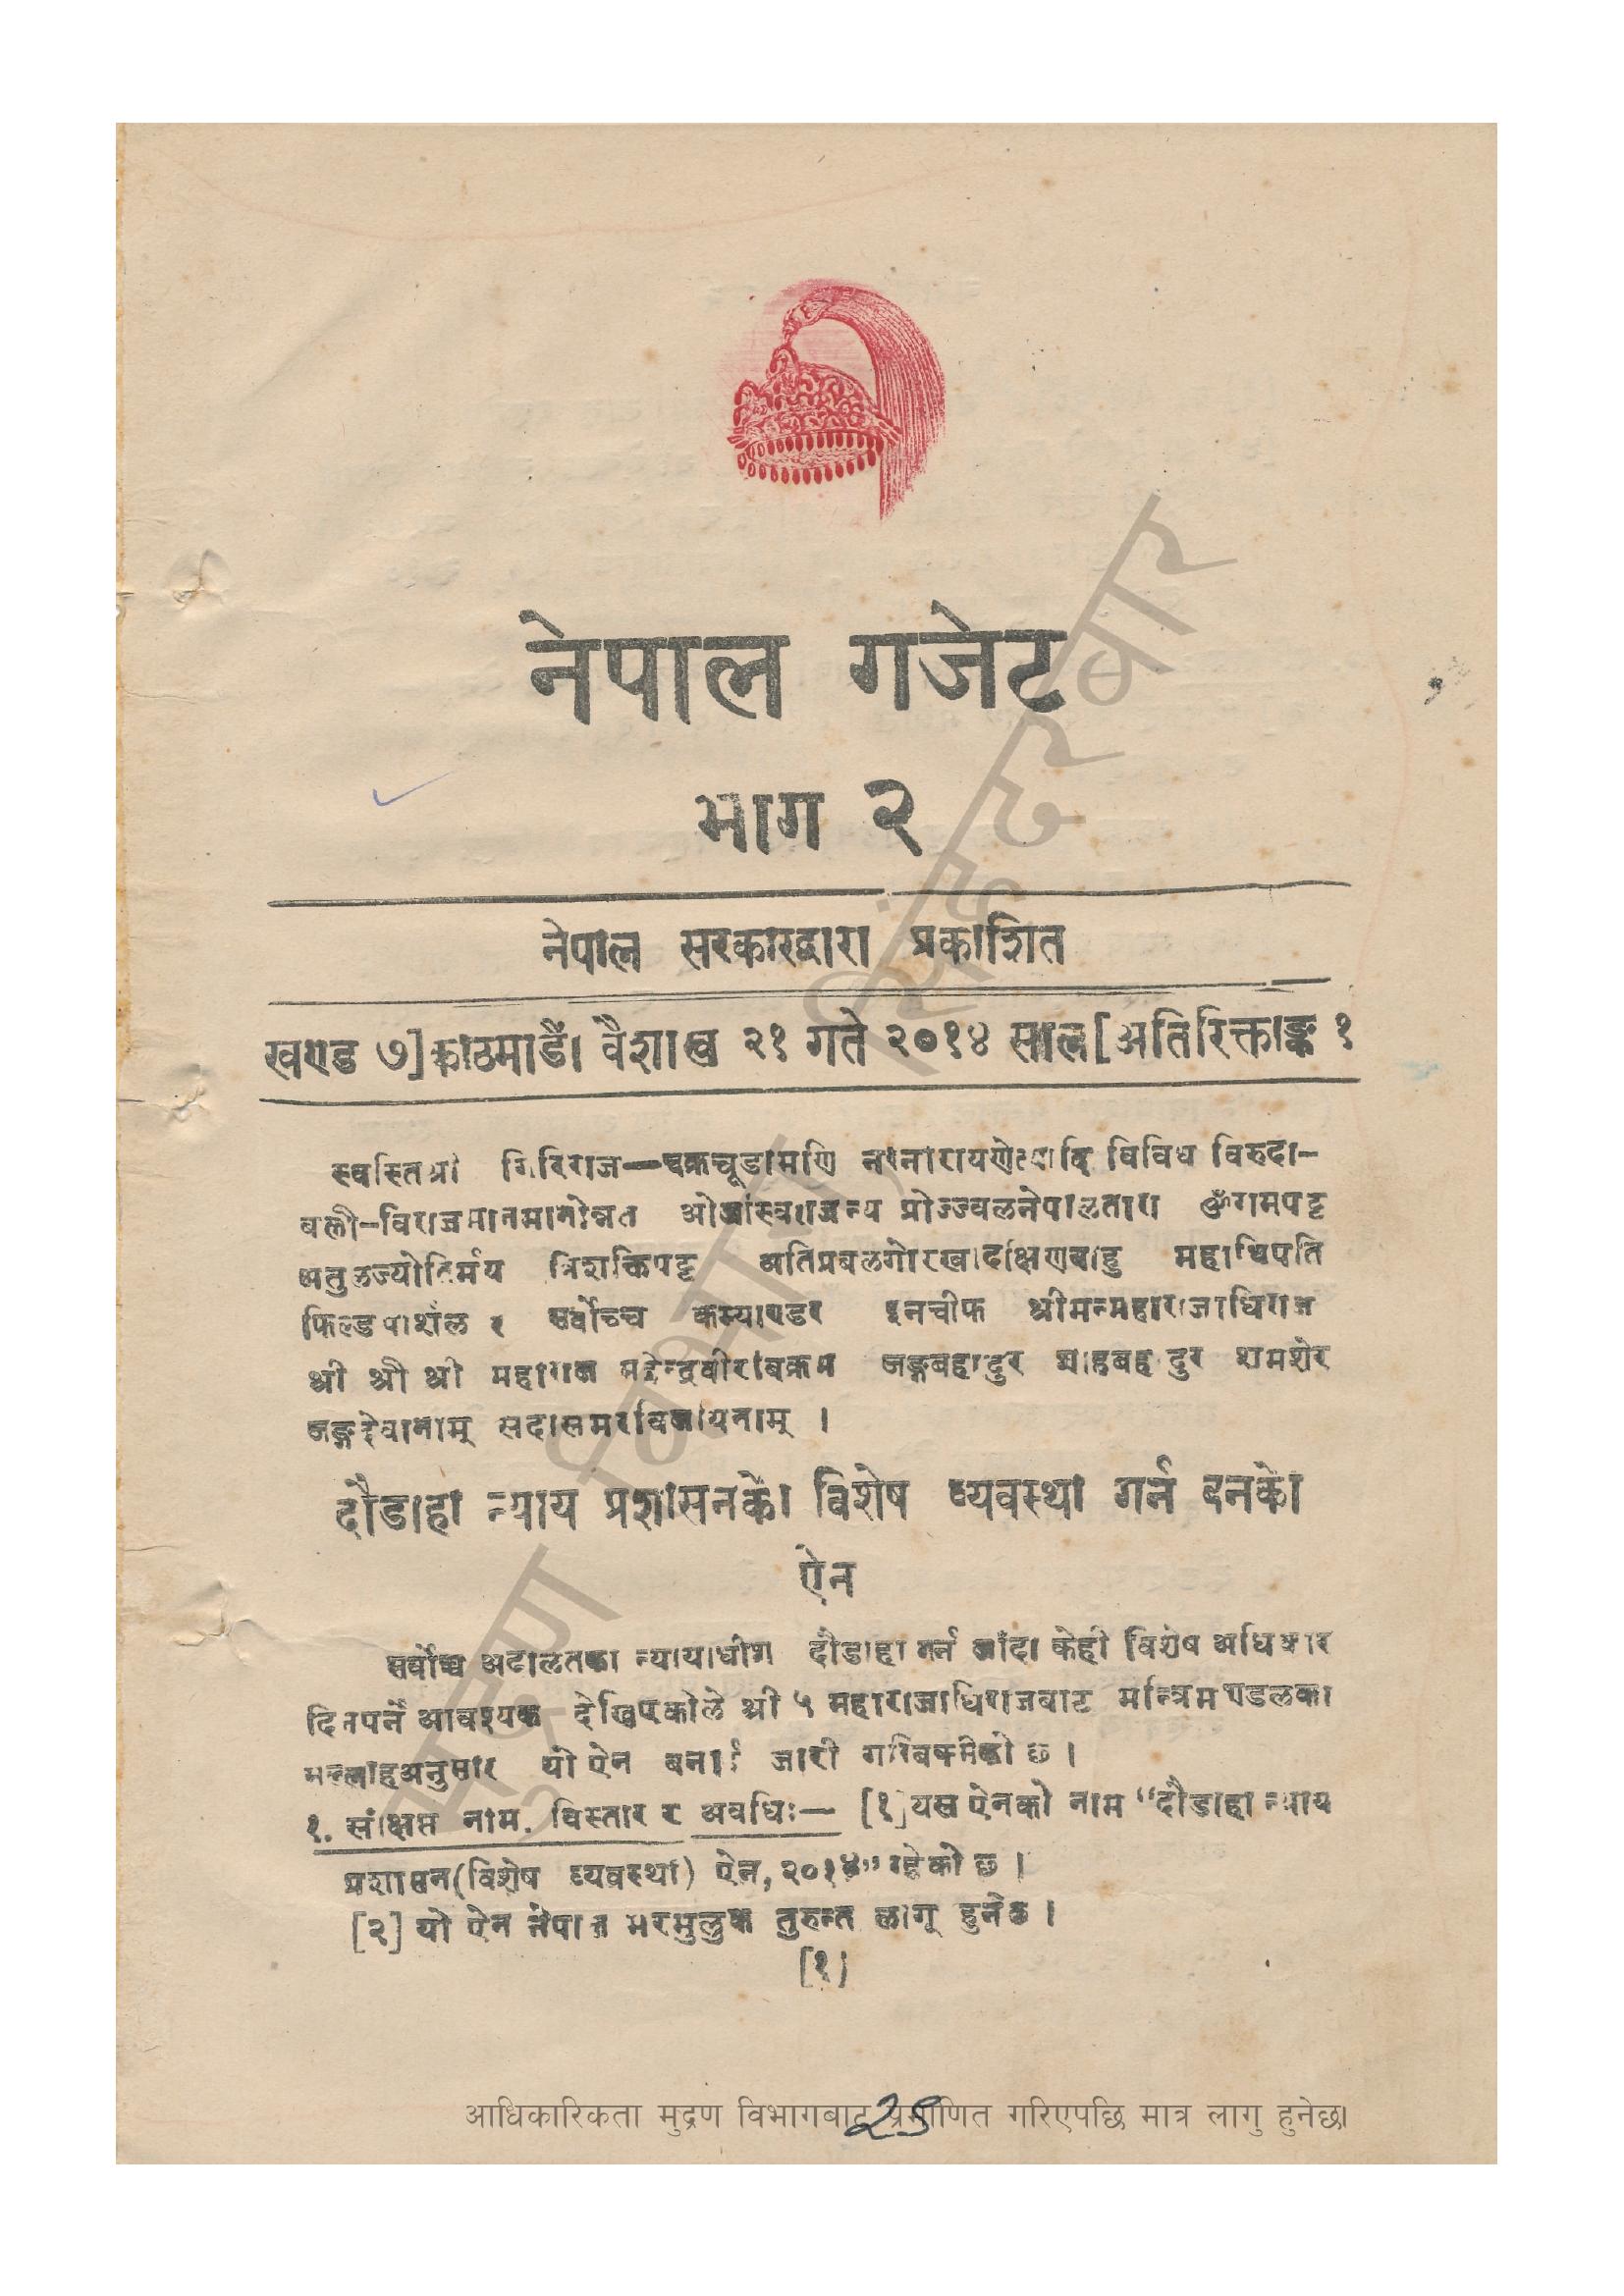 नेपाल गजेट
भाग २
नेपाल सरकारद्वारा प्रकाशित
खण्ड ७] काठमाडौं वैशाख २१ गते २०१४ साल [अतिरिक्ताङ्क १
स्वस्तिश्री गिरिराज—चक्रचूडामणि नरनारायणेत्यादि विविध विरुदा-
वली-विराजमानमानोन्नत ओजस्विराजन्य प्रोज्ज्वलनेपालतारा ॐरामपट्ट
अतुलज्योतिर्मय त्रिशक्तिपट्ट अतिप्रबलगोरखादक्षिणबाहु महाधिपति
फिल्डमार्शल र सर्वोच्च कम्याण्डर इनचीफ श्रीमन्महाराजाधिराज
श्री श्री श्री महाराज महेन्द्रवीरविक्रम जङ्गबहादुर शाहबहादुर शमशेर
जङ्गदेवानाम् सदासमरविजयिनाम् ।
दौडाहा न्याय प्रशासनको विशेष व्यवस्था गर्न बनेको
ऐन
सर्वोच्च अदालतका न्यायाधीश दौडाहा गर्न जांदा केही विशेष अधिकार
दिनपर्ने आवश्यक देखिएकोले श्री ५ महाराजाधिराजबाट मन्त्रिमण्डलको
सल्लाहअनुसार यो ऐन बनाई जारी गरिबक्सेको छ ।
१. संक्षिप्त नाम. विस्तार र अवधिः— [१] यस ऐनको नाम “दौडाहा न्याय
प्रशासन (विशेष व्यवस्था) ऐन, २०१४” रहेको छ ।
[२] यो ऐन नेपाल भरमुलुक तुरुन्त लागू हुनेछ ।
[१]
आधिकारिकता मुद्रण विभागबाट प्रमाणित गरिएपछि मात्र लागु हुनेछ।
मुद्रण विभाग, सिंहदरबार